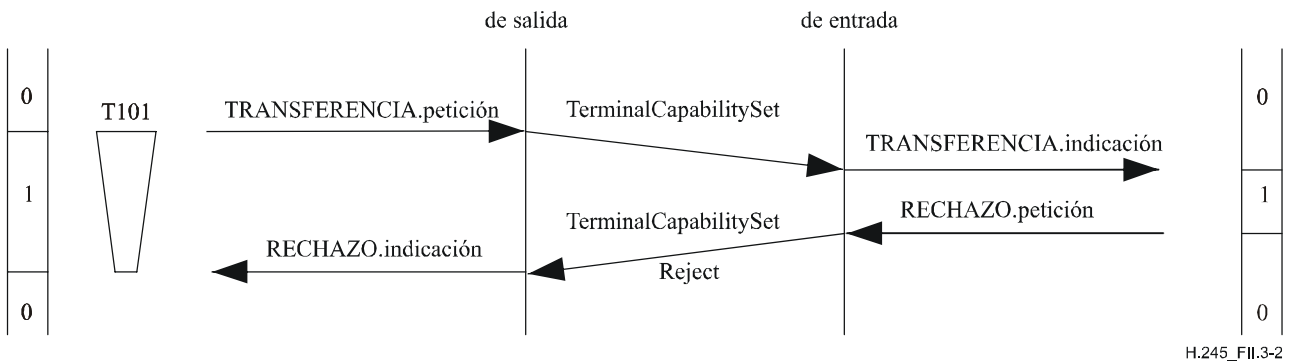 de salida
de entrada
0
T101
TRANSFERENCIA.petición
TerminalCapabilitySet
0
TRANSFERENCIA.indicación
1
TerminalCapabilitySet
RECHAZO.petición
1
RECHAZO.indicación
Reject
0
0
H.245_FII.3-2